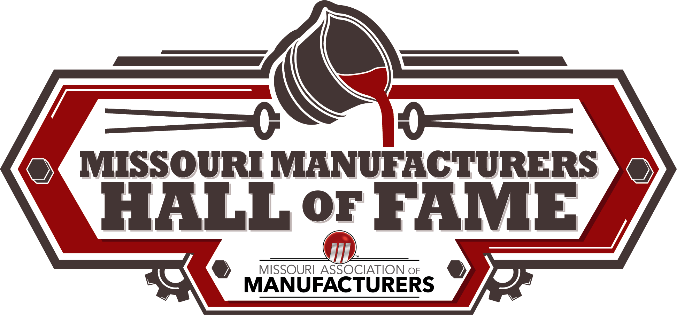 MISSOURI MANUFACTURERS
HALL OF FAME
MISSOURI ASSOCIATION OF
MANUFACTURERS